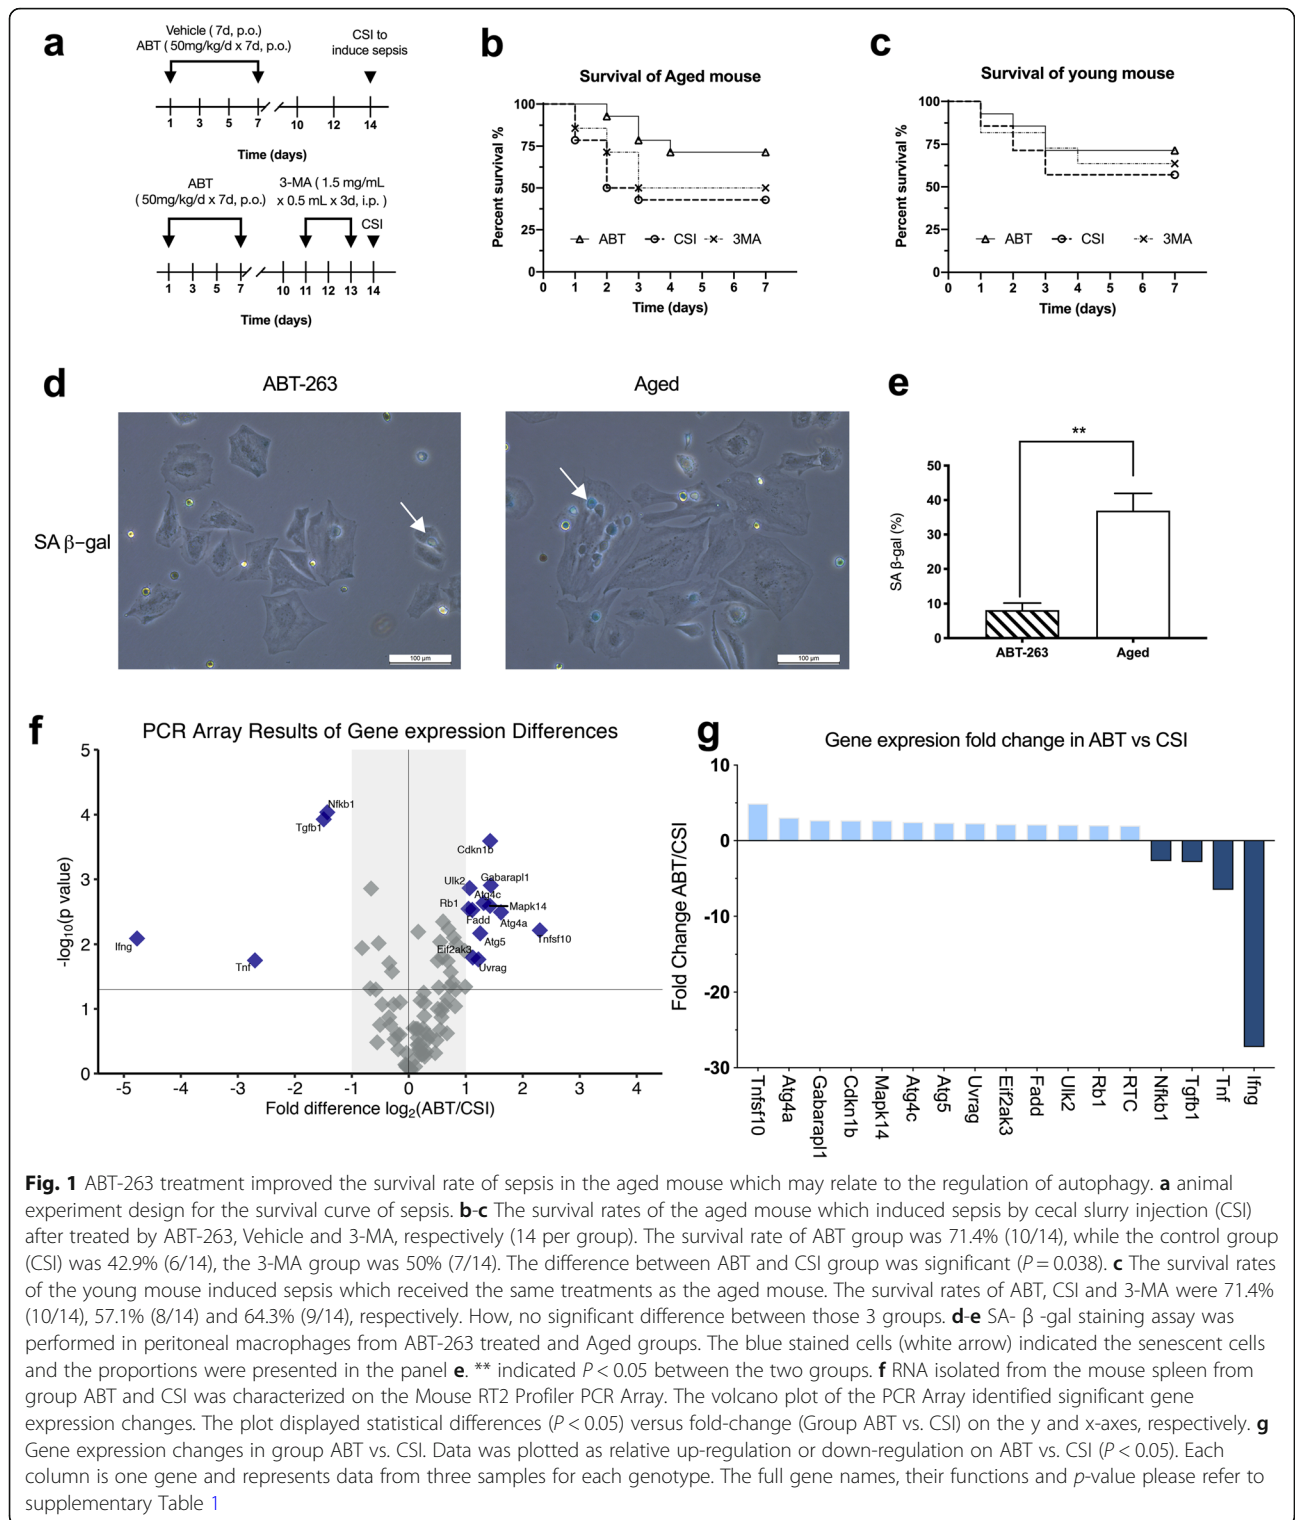 a
Vehicle ( 7d, p.o.)
ABT ( 50mg/kg/d x 7d, p.o.)
CSI to
induce sepsis
1 3 5 7 10 12 14
Time (days)
ABT
( 50mg/kg/d x 7d, p.o.)
3-MA ( 1.5 mg/mL
x 0.5 mL x 3d, i.p. )
CSI
1 3 5 7 10 11 12 13 14
Time (days)
b
Survival of Aged mouse
Percent survival %
100
75
50
25
0
ABT CSI 3MA
0 1 2 3 4 5 6 7
Time (days)
c
Survival of young mouse
Percent survival %
100
75
50
25
0
ABT CSI 3MA
0 1 2 3 4 5 6 7
Time (days)
d
ABT-263 Aged
SA β-gal
100 µm
100 µm
e
**
SA β-gal (%)
50
40
30
20
10
0
ABT-263 Aged
f
PCR Array Results of Gene expression Differences
-log10(p value)
5
4
3
2
1
0
Nfkb1
Tgfb1
Cdkn1b
Gabarapl1
Ulk2
Atg4c
Rb1
Mapk14
Fadd
Atg4a
Tnfsf10
Atg5
Eif2ak3
Uvrag
Ifng
Tnf
-5 -4 -3 -2 -1 0 1 2 3 4
Fold difference log2(ABT/CSI)
g
Gene expresion fold change in ABT vs CSI
Fold Change ABT/CSI
10
0
-10
-20
-30
Tnfsf10
Atg4a
Gabarapl1
Cdkn1b
Mapk14
Atg4c
Atg5
Uvrag
Eif2ak3
Fadd
Ulk2
Rb1
RTC
Nfkb1
Tgfb1
Tnf
Ifng
Fig. 1 ABT-263 treatment improved the survival rate of sepsis in the aged mouse which may relate to the regulation of autophagy. a animal
experiment design for the survival curve of sepsis. b-c The survival rates of the aged mouse which induced sepsis by cecal slurry injection (CSI)
after treated by ABT-263, Vehicle and 3-MA, respectively (14 per group). The survival rate of ABT group was 71.4% (10/14), while the control group
(CSI) was 42.9% (6/14), the 3-MA group was 50% (7/14). The difference between ABT and CSI group was significant (P = 0.038). c The survival rates
of the young mouse induced sepsis which received the same treatments as the aged mouse. The survival rates of ABT, CSI and 3-MA were 71.4%
(10/14), 57.1% (8/14) and 64.3% (9/14), respectively. How, no significant difference between those 3 groups. d-e SA- β -gal staining assay was
performed in peritoneal macrophages from ABT-263 treated and Aged groups. The blue stained cells (white arrow) indicated the senescent cells
and the proportions were presented in the panel e. ** indicated P < 0.05 between the two groups. f RNA isolated from the mouse spleen from
group ABT and CSI was characterized on the Mouse RT2 Profiler PCR Array. The volcano plot of the PCR Array identified significant gene
expression changes. The plot displayed statistical differences (P < 0.05) versus fold-change (Group ABT vs. CSI) on the y and x-axes, respectively. g
Gene expression changes in group ABT vs. CSI. Data was plotted as relative up-regulation or down-regulation on ABT vs. CSI (P < 0.05). Each
column is one gene and represents data from three samples for each genotype. The full gene names, their functions and p-value please refer to
supplementary Table 1